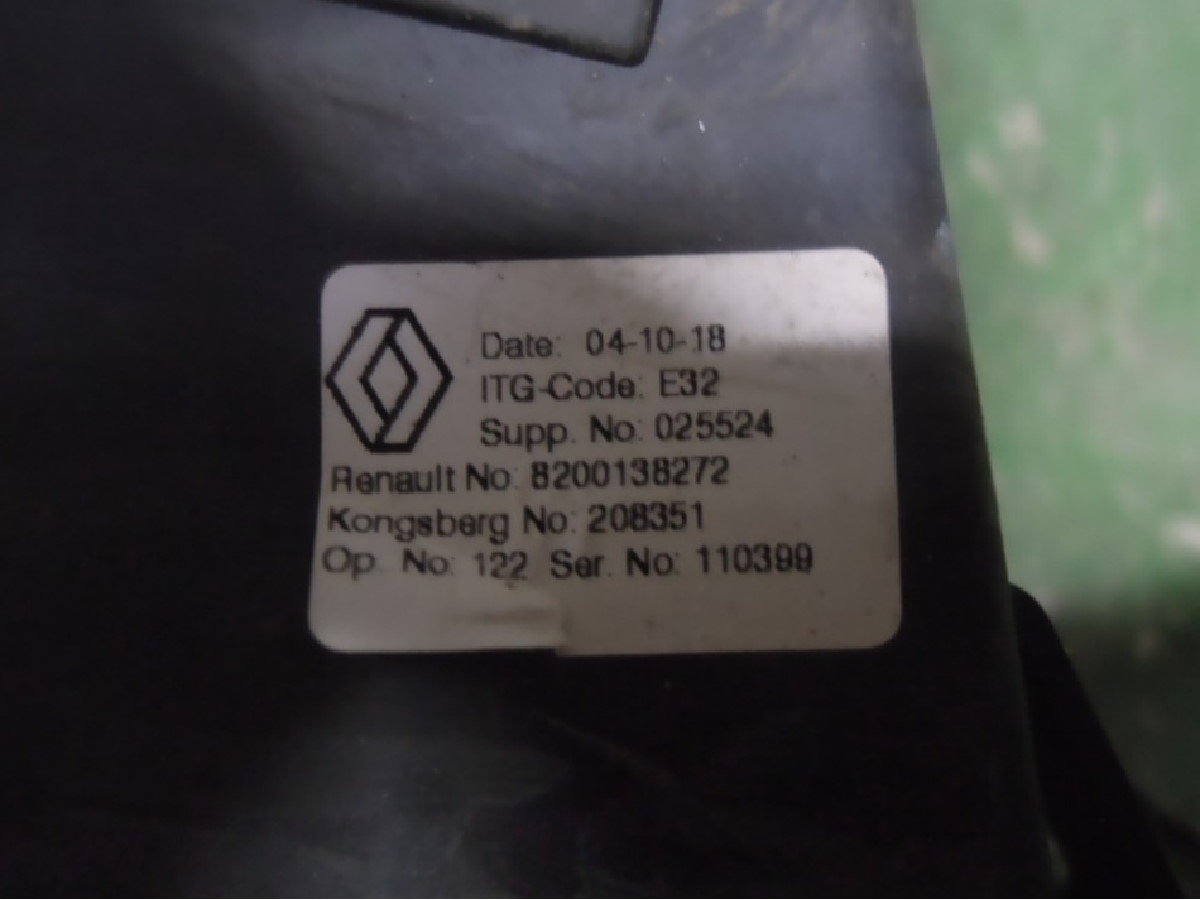 Date: 04-10-18
ITG-Code: E32
Supp. No: 025524
Renault No: 8200138272
Kongsberg No: 208351
Op. No: 122 Ser. No: 110399